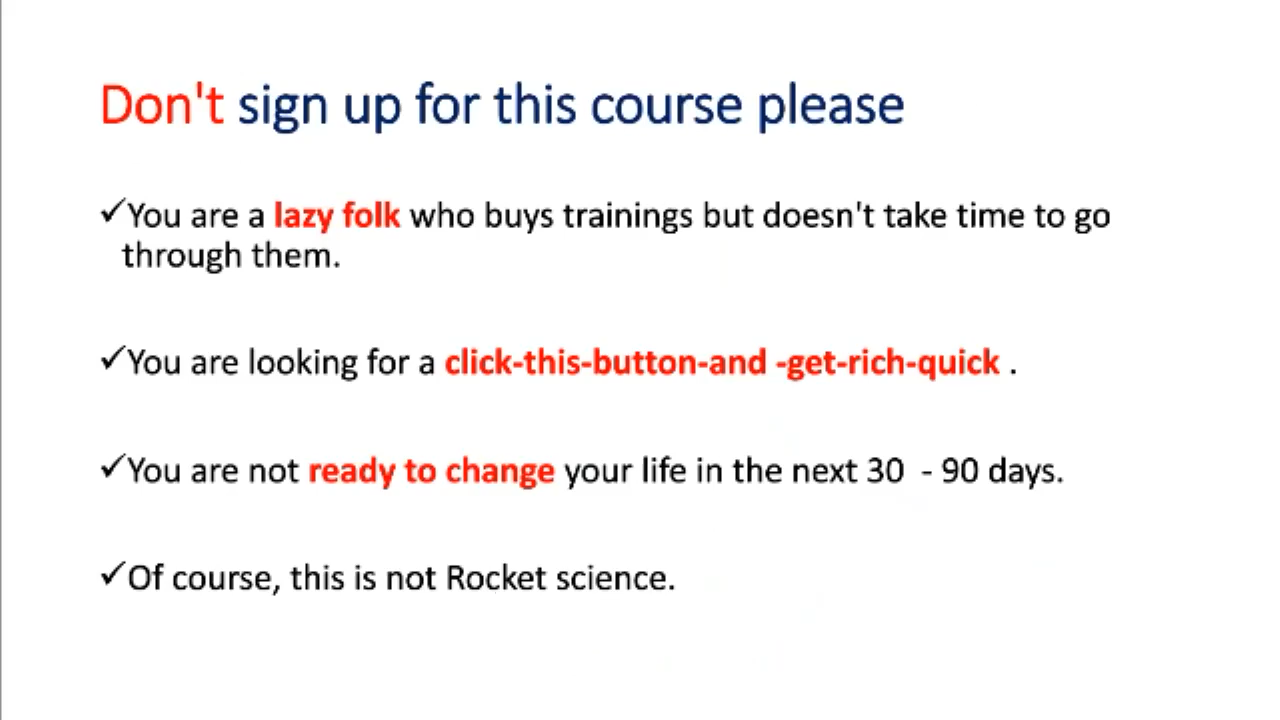 Don't sign up for this course please
✓You are a lazy folk who buys trainings but doesn't take time to go
through them.
✓You are looking for a click-this-button-and -get-rich-quick .
✓You are not ready to change your life in the next 30  - 90 days.
✓Of course, this is not Rocket science.